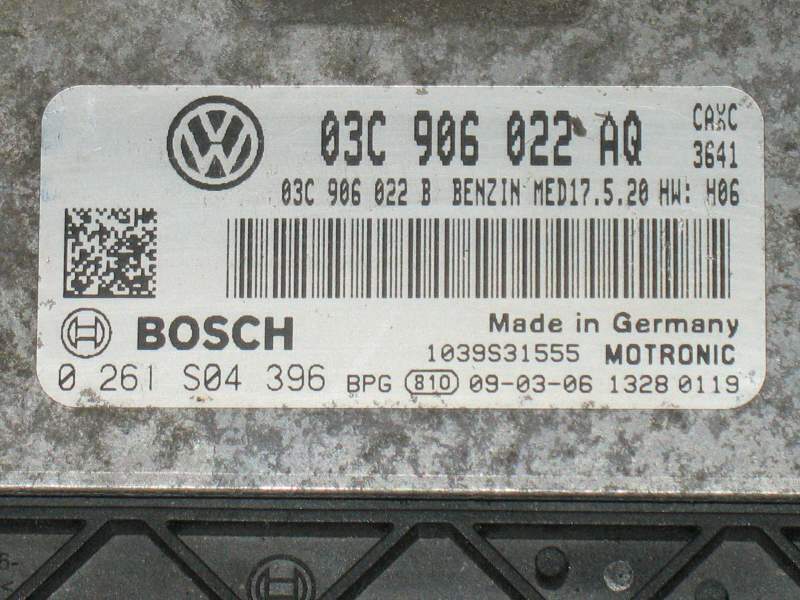 03C 906 022 AQ
CAXC
3641
03C 906 022 B BENZIN MED17.5.20 HW: H06
BOSCH
Made in Germany
1039S31555 MOTRONIC
0 261 S04 396 BPG 810 09-03-06 1328 0119